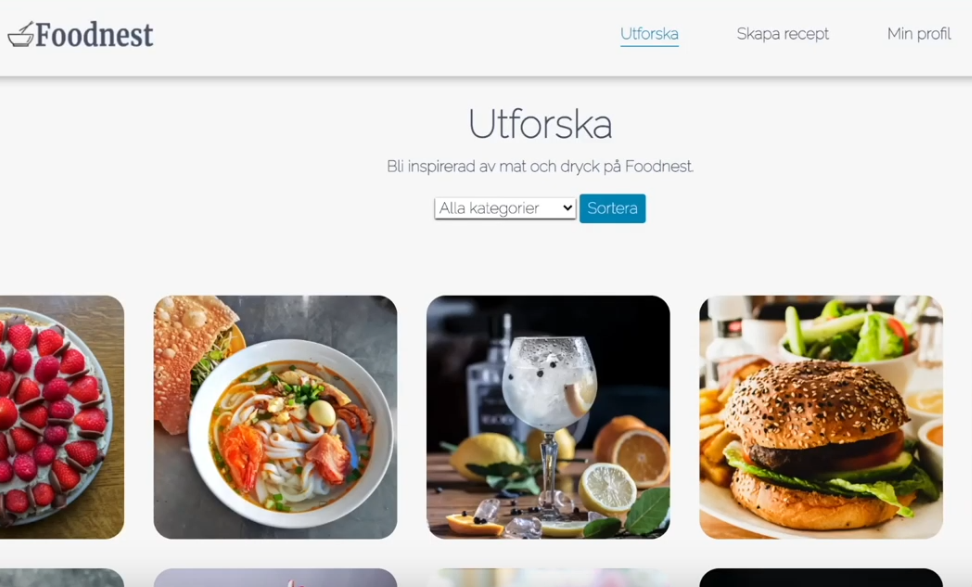 Foodnest
Utforska Skapa recept Min profil
Utforska
Bli inspirerad av mat och dryck på Foodnest.
Alla kategorier Sortera